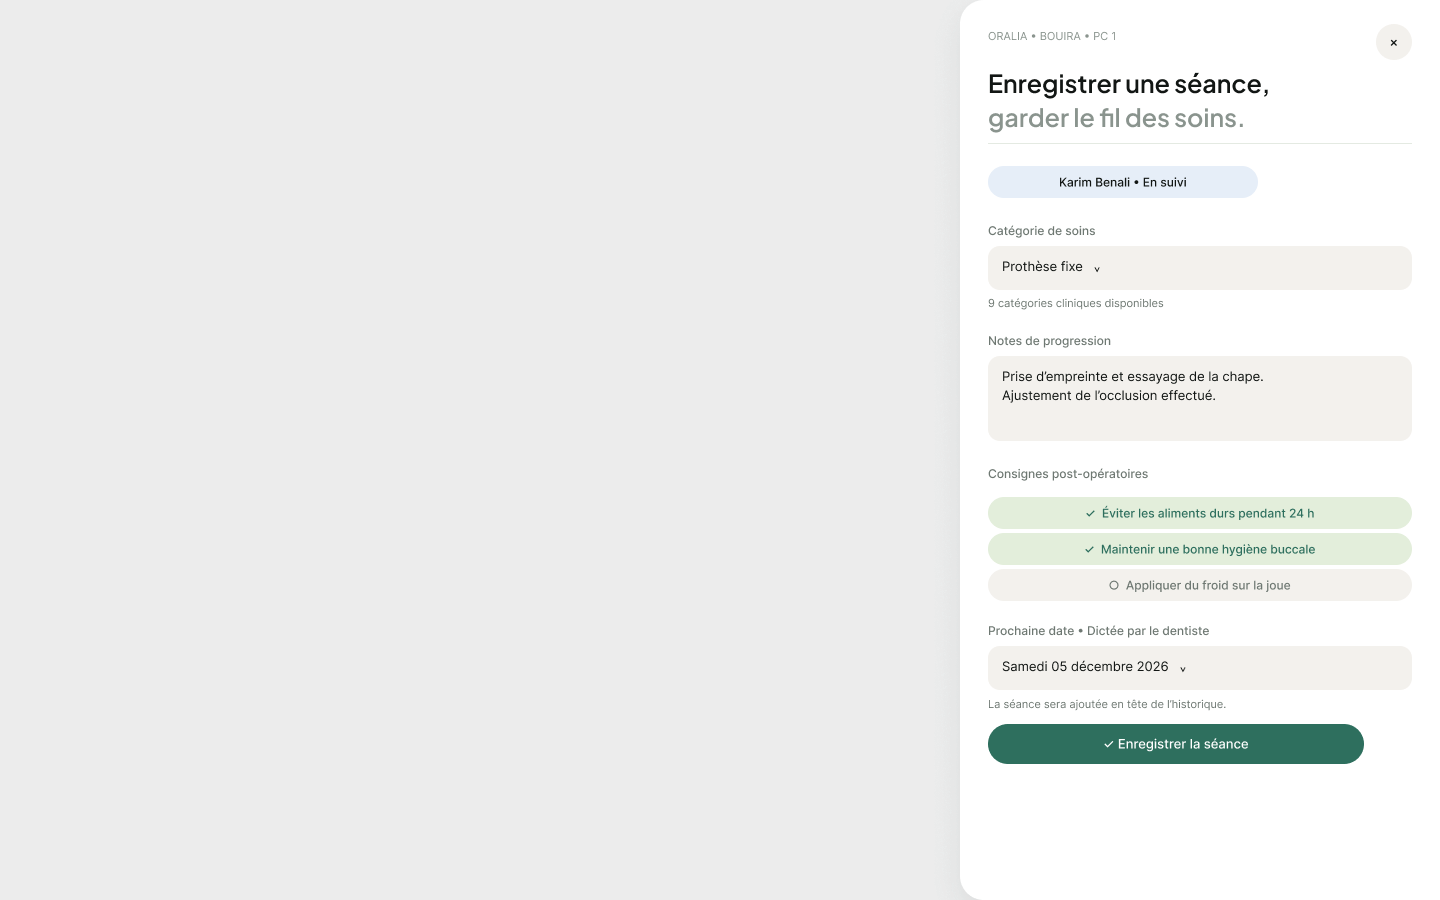 ORALIA • BOUIRA • PC 1
×
Enregistrer une séance,
garder le fil des soins.
Karim Benali • En suivi
Catégorie de soins
Prothèse fixe
9 catégories cliniques disponibles
Notes de progression
Prise d’empreinte et essayage de la chape.
Ajustement de l’occlusion effectué.
Consignes post-opératoires
✓ Éviter les aliments durs pendant 24 h
✓ Maintenir une bonne hygiène buccale
○ Appliquer du froid sur la joue
Prochaine date • Dictée par le dentiste
Samedi 05 décembre 2026
La séance sera ajoutée en tête de l’historique.
✓ Enregistrer la séance